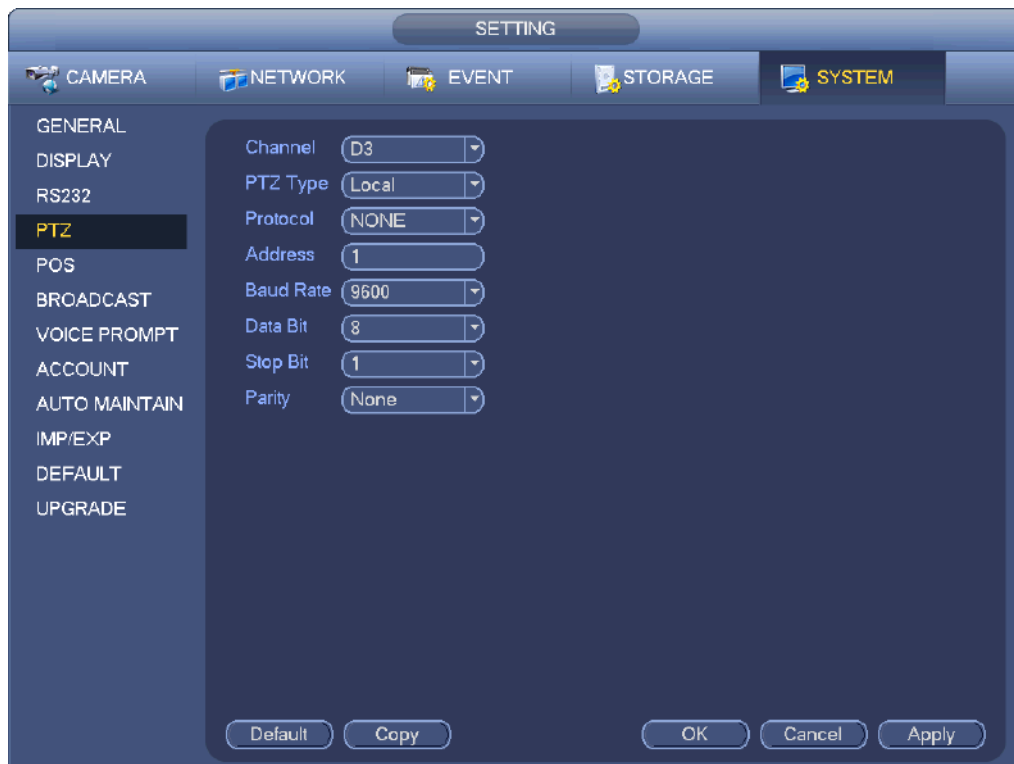 SETTING
CAMERA NETWORK EVENT STORAGE SYSTEM
GENERAL
DISPLAY
RS232
PTZ
POS
BROADCAST
VOICE PROMPT
ACCOUNT
AUTO MAINTAIN
IMP/EXP
DEFAULT
UPGRADE
Channel D3
PTZ Type Local
Protocol NONE
Address 1
Baud Rate 9600
Data Bit 8
Stop Bit 1
Parity None
Default Copy OK Cancel Apply